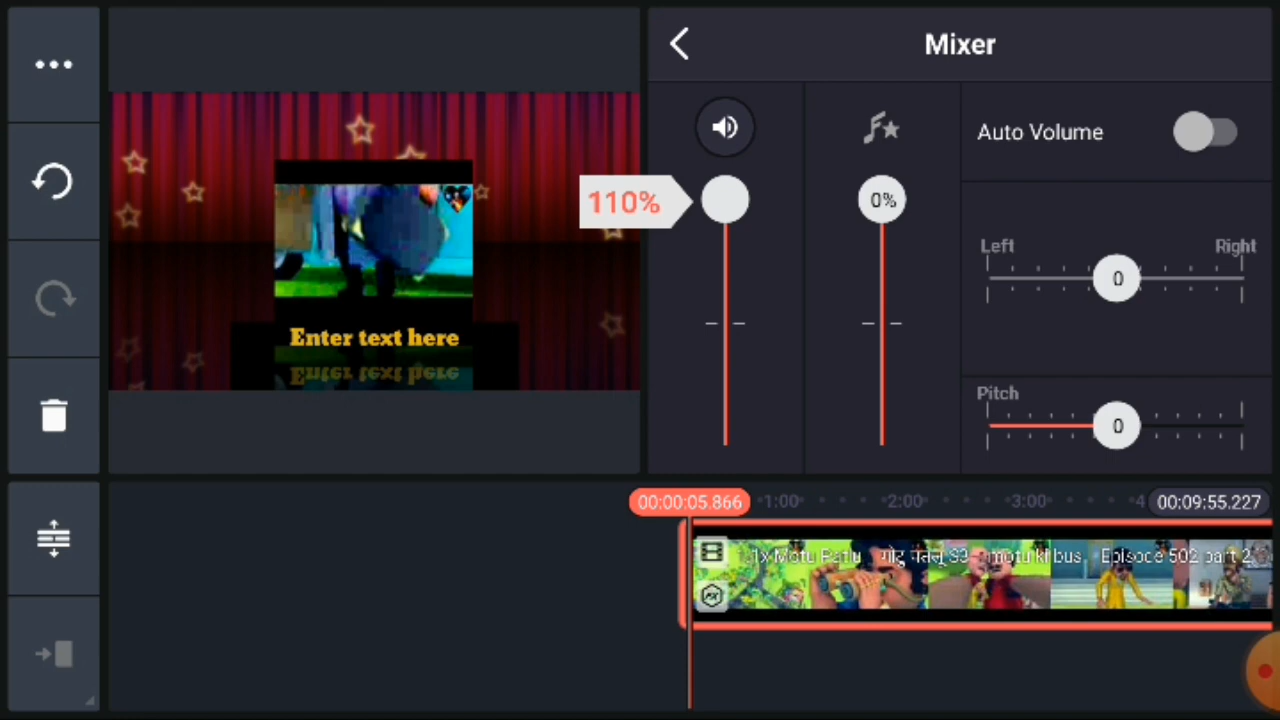 Mixer
Auto Volume
110%
0%
Left
Right
0
Enter text here
Pitch
0
00:00:05.866
1:00
2:00
3:00
4
00:09:55.227
1x Motu Patlu मोटू पतलू S3 motu ki bus Episode 502 part 2